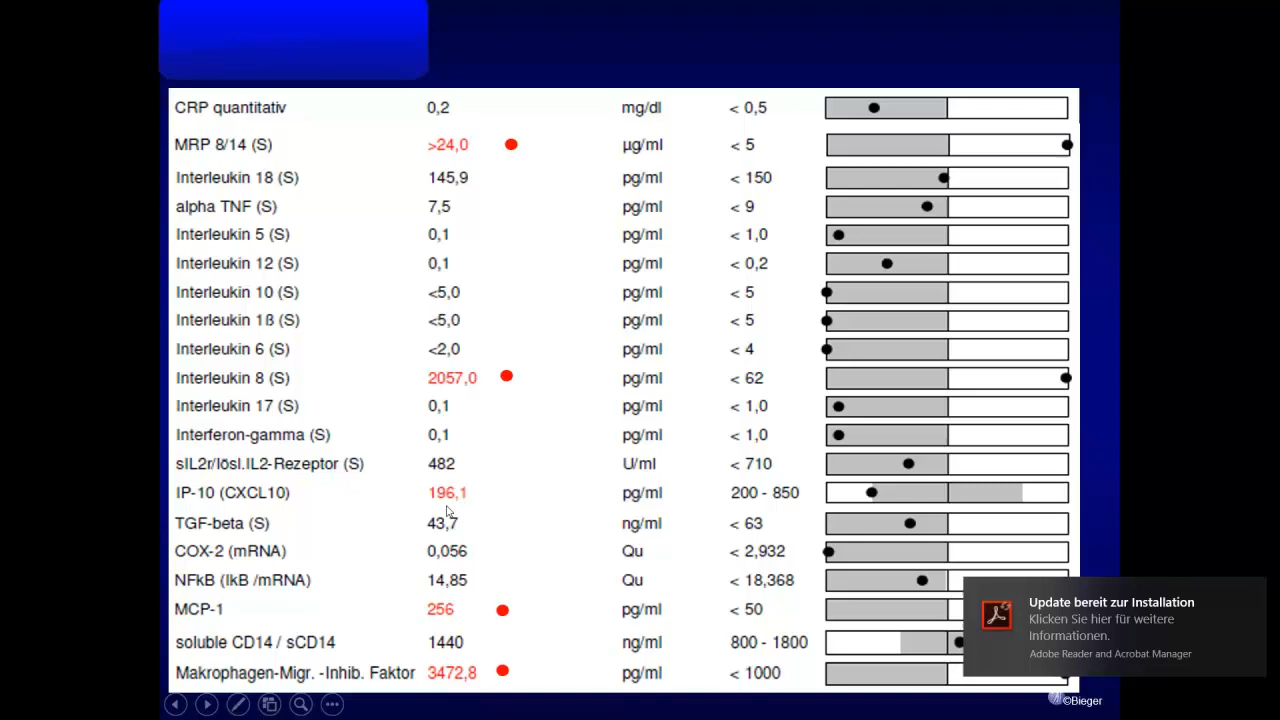 CRP quantitativ 0,2 mg/dl < 0,5
MRP 8/14 (S) >24,0 µg/ml < 5
Interleukin 18 (S) 145,9 pg/ml < 150
alpha TNF (S) 7,5 pg/ml < 9
Interleukin 5 (S) 0,1 pg/ml < 1,0
Interleukin 12 (S) 0,1 pg/ml < 0,2
Interleukin 10 (S) <5,0 pg/ml < 5
Interleukin 1ß (S) <5,0 pg/ml < 5
Interleukin 6 (S) <2,0 pg/ml < 4
Interleukin 8 (S) 2057,0 pg/ml < 62
Interleukin 17 (S) 0,1 pg/ml < 1,0
Interferon-gamma (S) 0,1 pg/ml < 1,0
sIL2r/lösl.IL2-Rezeptor (S) 482 U/ml < 710
IP-10 (CXCL10) 196,1 pg/ml 200 - 850
TGF-beta (S) 43,7 ng/ml < 63
COX-2 (mRNA) 0,056 Qu < 2,932
NFkB (IkB /mRNA) 14,85 Qu < 18,368
MCP-1 256 pg/ml < 50
soluble CD14 / sCD14 1440 ng/ml 800 - 1800
Makrophagen-Migr. -Inhib. Faktor 3472,8 pg/ml < 1000
Update bereit zur Installation
Klicken Sie hier für weitere
Informationen.
Adobe Reader and Acrobat Manager
©Bieger